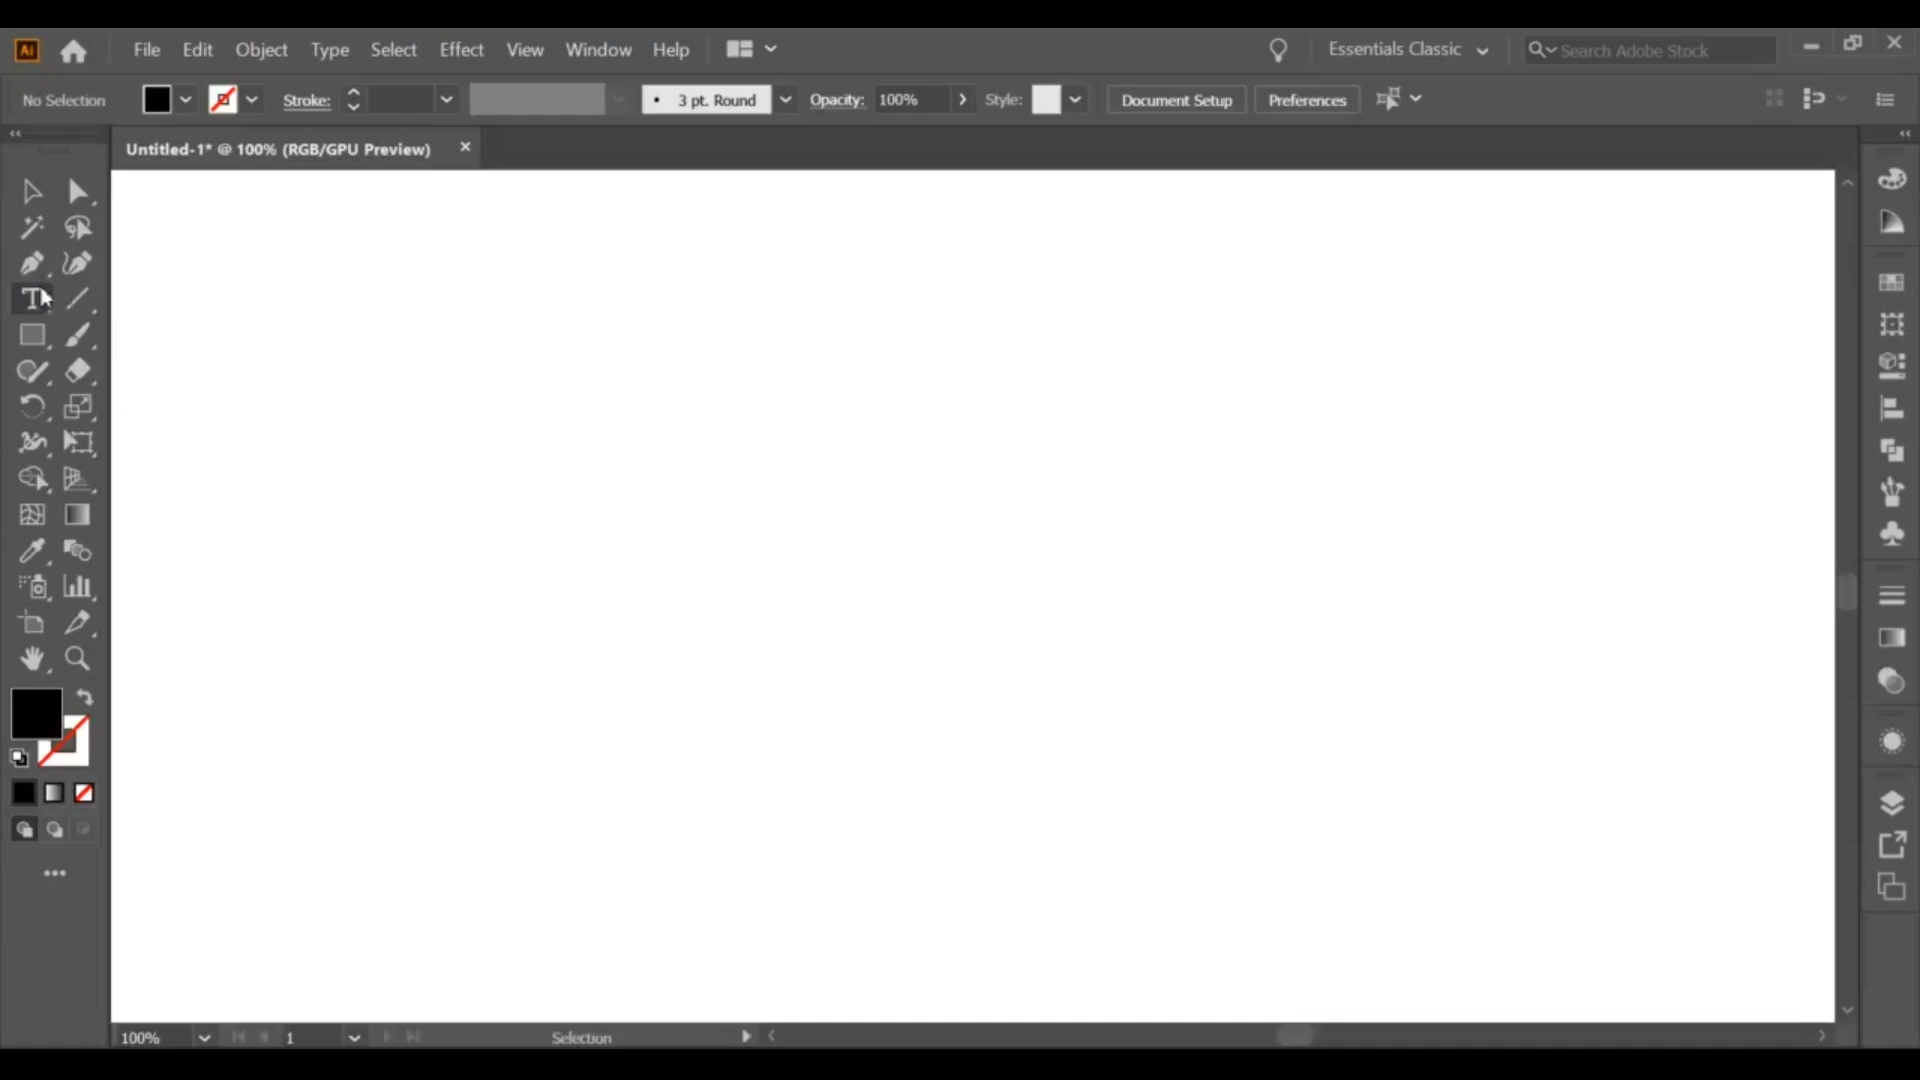 Ai File Edit Object Type Select Effect View Window Help Essentials Classic Search Adobe Stock
No Selection Stroke: 3 pt. Round Opacity: 100% Style: Document Setup Preferences
Untitled-1* @ 100% (RGB/GPU Preview)
100% 1 Selection